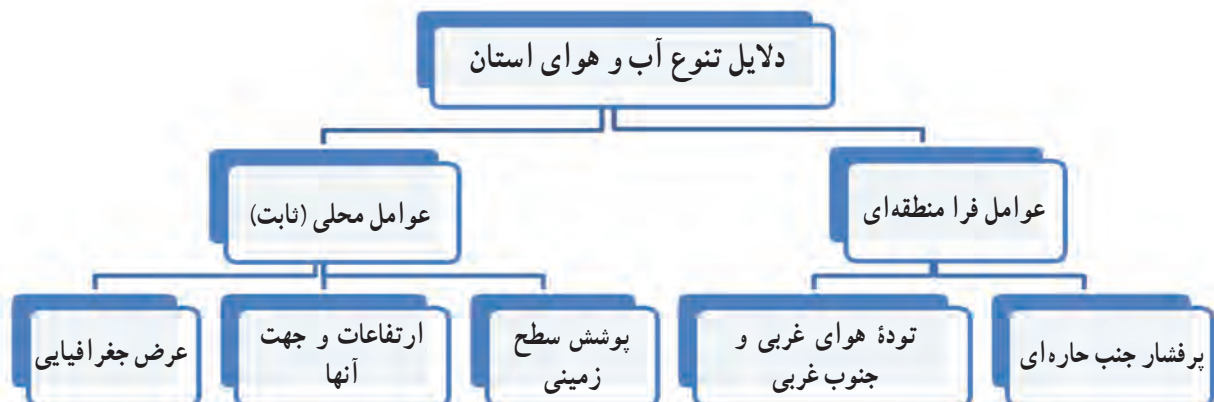 دلایل تنوع آب و هوای استان
عوامل فرا منطقه‌ای
عوامل محلی (ثابت)
پرفشار جنب حاره‌ای
تودۀ هوای غربی و
جنوب غربی
پوشش سطح
زمینی
ارتفاعات و جهت
آنها
عرض جغرافیایی